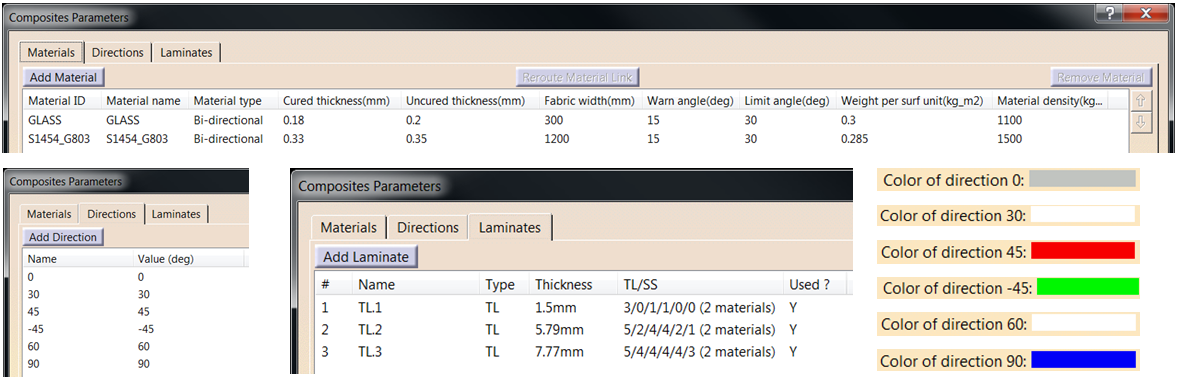 Composites Parameters
? X
Materials Directions Laminates
Add Material Reroute Material Link Remove Material
Material ID Material name Material type Cured thickness(mm) Uncured thickness(mm) Fabric width(mm) Warn angle(deg) Limit angle(deg) Weight per surf unit(kg_m2) Material density(kg...
GLASS GLASS Bi-directional 0.18 0.2 300 15 30 0.3 1100
S1454_G803 S1454_G803 Bi-directional 0.33 0.35 1200 15 30 0.285 1500
Composites Parameters
Materials Directions Laminates
Add Direction
Name Value (deg)
0 0
30 30
45 45
-45 -45
60 60
90 90
Composites Parameters
Materials Directions Laminates
Add Laminate
# Name Type Thickness TL/SS Used ?
1 TL.1 TL 1.5mm 3/0/1/1/0/0 (2 materials) Y
2 TL.2 TL 5.79mm 5/2/4/4/2/1 (2 materials) Y
3 TL.3 TL 7.77mm 5/4/4/4/4/3 (2 materials) Y
Color of direction 0:
Color of direction 30:
Color of direction 45:
Color of direction -45:
Color of direction 60:
Color of direction 90: